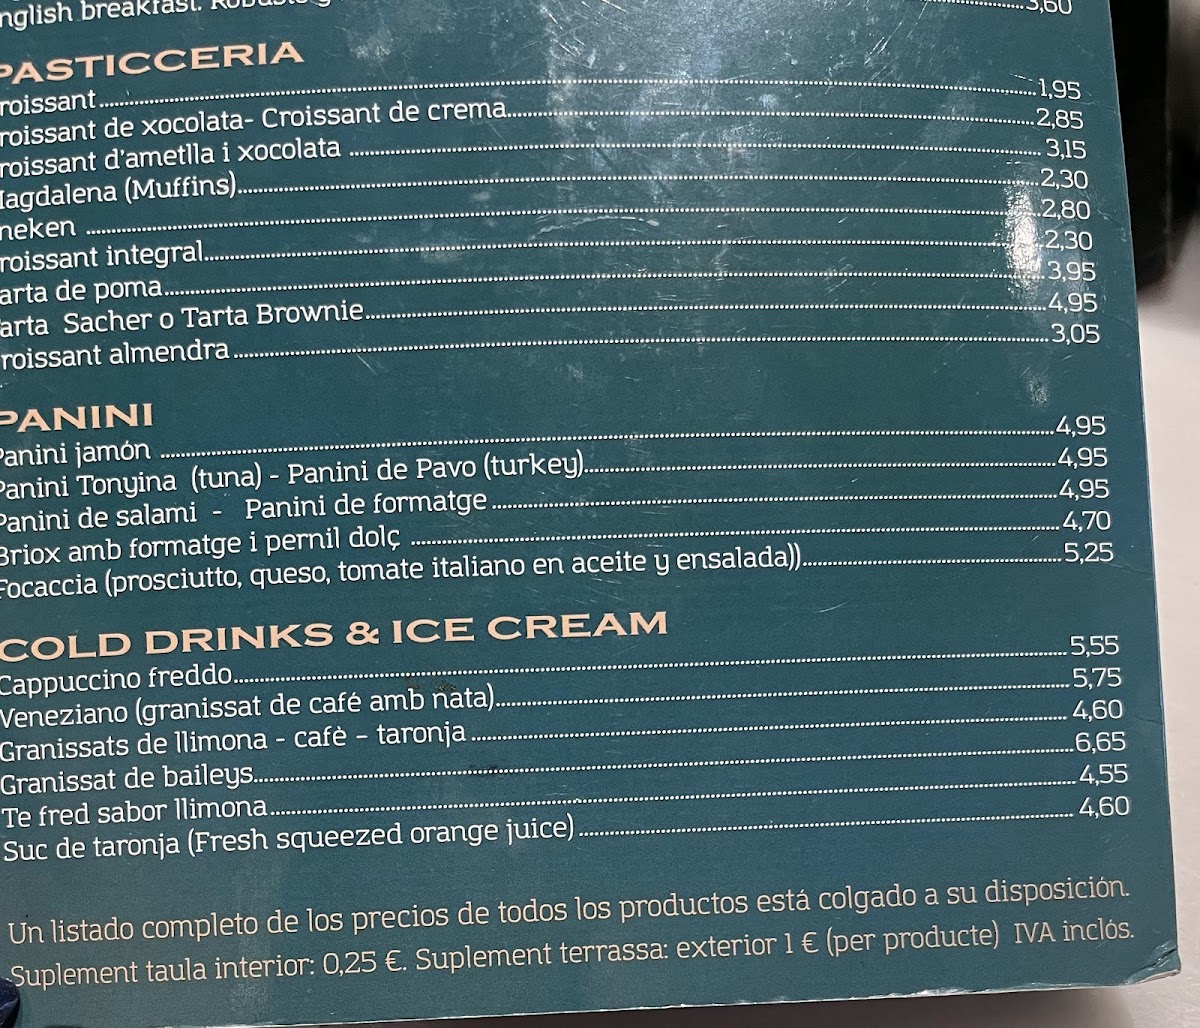 nglish breakfast. 3,60
PASTICCERIA
roissant 1,95
roissant de xocolata- Croissant de crema 2,85
roissant d'ametlla i xocolata 3,15
Magdalena (Muffins) 2,30
neken 2,80
roissant integral 2,30
arta de poma 3,95
arta Sacher o Tarta Brownie 4,95
roissant almendra 3,05
PANINI
Panini jamón 4,95
Panini Tonyina (tuna) - Panini de Pavo (turkey) 4,95
Panini de salami - Panini de formatge 4,95
Briox amb formatge i pernil dolç 4,70
Focaccia (prosciutto, queso, tomate italiano en aceite y ensalada)) 5,25
COLD DRINKS & ICE CREAM
Cappuccino freddo 5,55
Veneziano (granissat de café amb nata) 5,75
Granissats de llimona - cafè - taronja 4,60
Granissat de baileys 6,65
Te fred sabor llimona 4,55
Suc de taronja (Fresh squeezed orange juice) 4,60
Un listado completo de los precios de todos los productos está colgado a su disposición.
Suplement taula interior: 0,25 €. Suplement terrassa: exterior 1 € (per producte) IVA inclós.